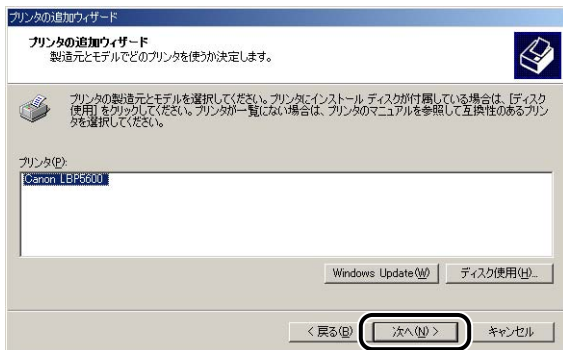 プリンタの追加ウィザード
プリンタの追加ウィザード
製造元とモデルでどのプリンタを使うか決定します。
プリンタの製造元とモデルを選択してください。プリンタにインストール ディスクが付属している場合は、[ディスク
使用] をクリックしてください。プリンタが一覧にない場合は、プリンタのマニュアルを参照して互換性のあるプリン
タを選択してください。
プリンタ(P):
Canon LBP5600
Windows Update(W)
ディスク使用(H)...
< 戻る(B)
次へ(N) >
キャンセル